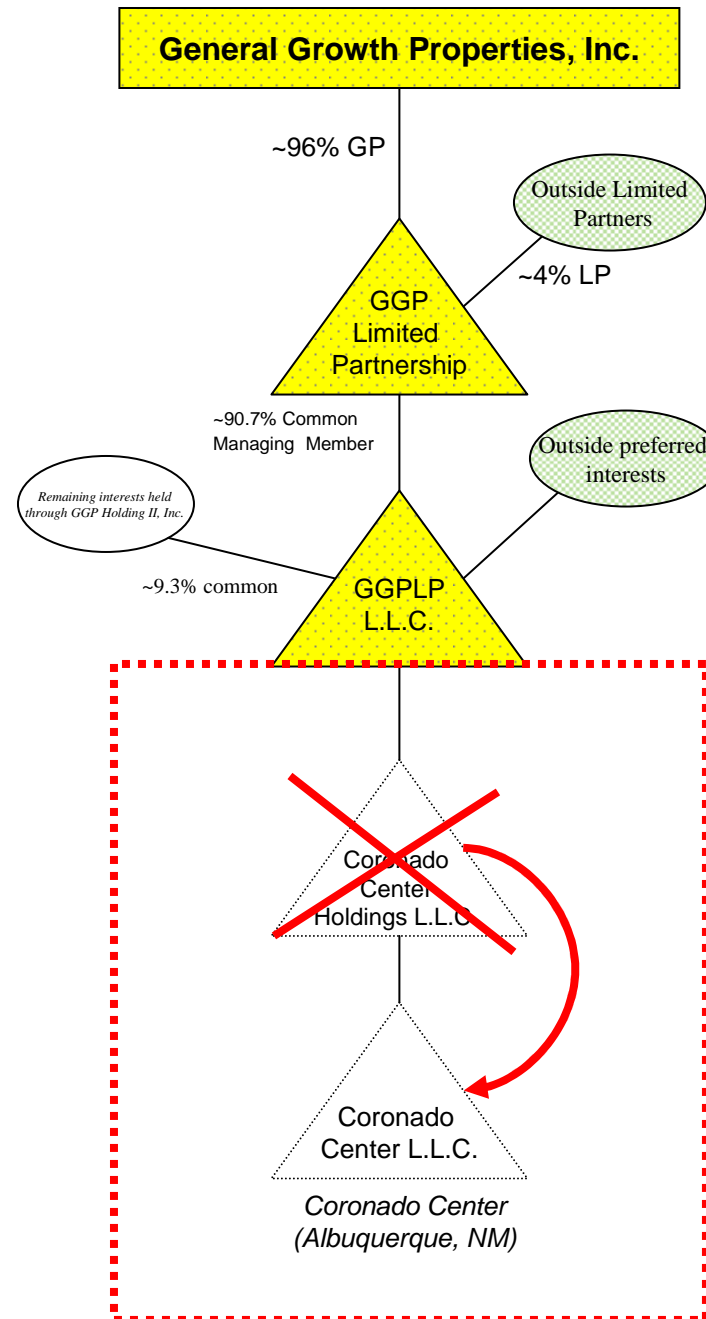 General Growth Properties, Inc.
~96% GP
Outside Limited
Partners
~4% LP
GGP
Limited
Partnership
~90.7% Common
Managing Member
Outside preferred
interests
Remaining interests held
through GGP Holding II, Inc.
~9.3% common
GGPLP
L.L.C.
Coronado
Center
Holdings L.L.C.
Coronado
Center L.L.C.
Coronado Center
(Albuquerque, NM)